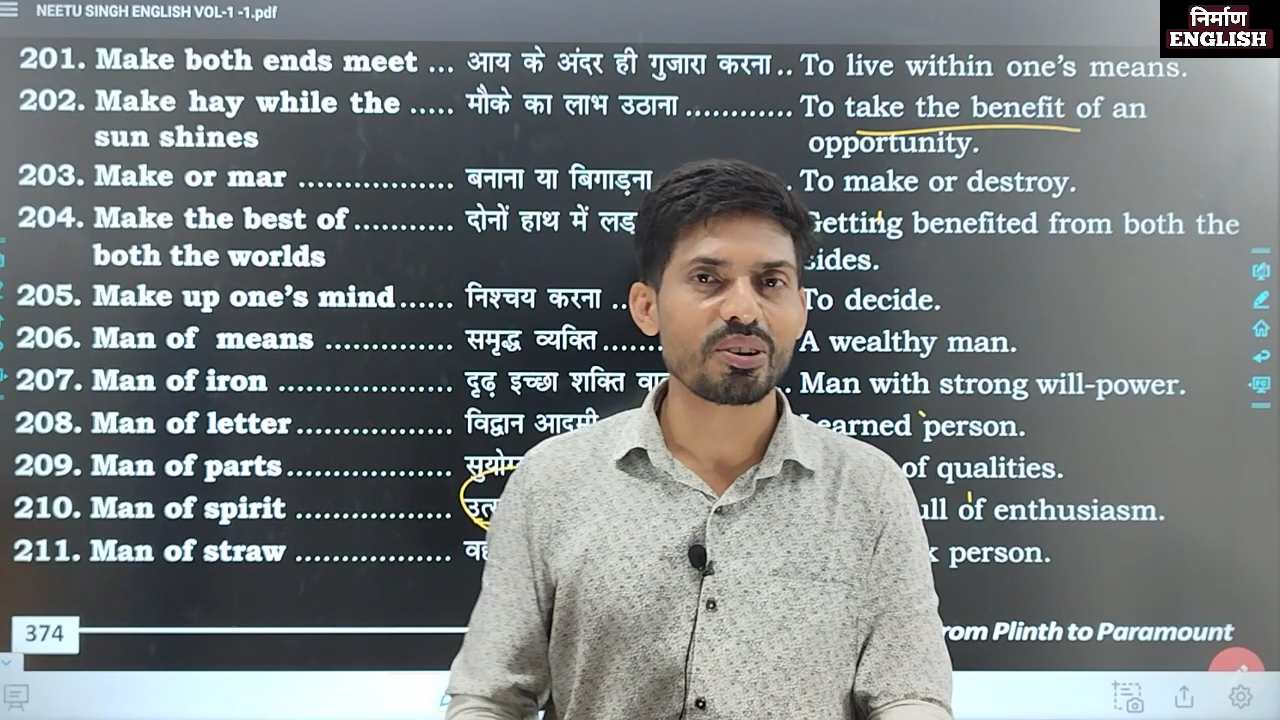 NEETU SINGH ENGLISH VOL-1 -1.pdf
निर्माण
ENGLISH
201. Make both ends meet ... आय के अंदर ही गुजारा करना .. To live within one's means.
202. Make hay while the ..... मौके का लाभ उठाना ............ To take the benefit of an
sun shines opportunity.
203. Make or mar ................. बनाना या बिगाड़ना . To make or destroy.
204. Make the best of ........... दोनों हाथ में Getting benefited from both the
both the worlds sides.
205. Make up one's mind ...... निश्चय करना .. To decide.
206. Man of means .............. समृद्ध व्यक्ति ....... A wealthy man.
207. Man of iron ................... दृढ़ इच्छा शक्ति . Man with strong will-power.
208. Man of letter ................. विद्वान आदमी Learned person.
209. Man of parts .................. of qualities.
210. Man of spirit ................. of enthusiasm.
211. Man of straw .................. person.
374 From Plinth to Paramount